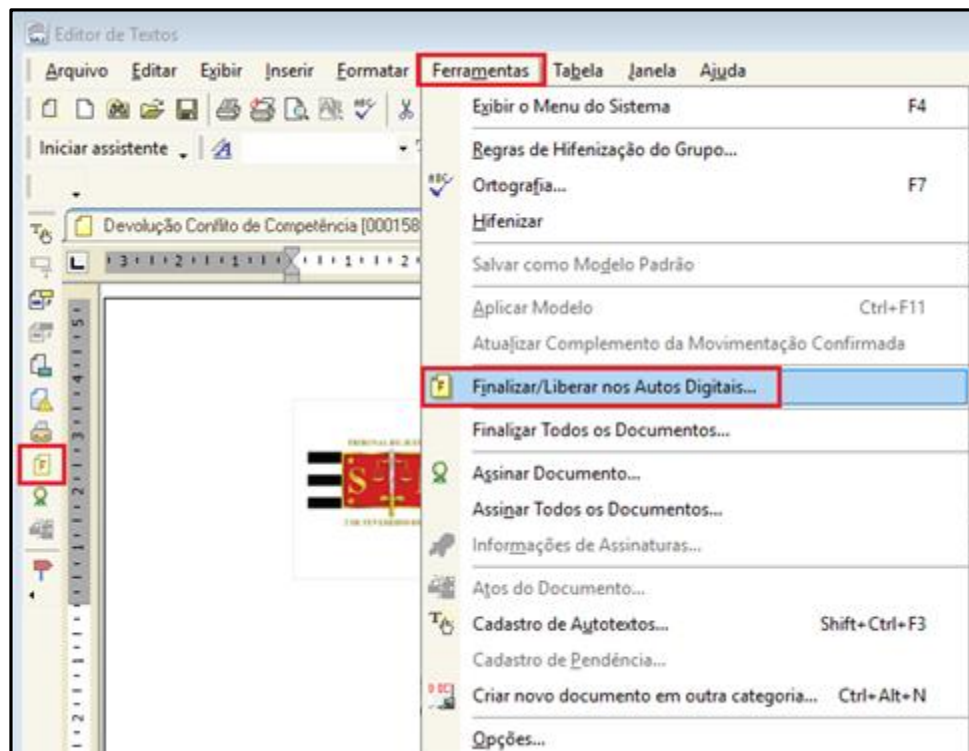 Editor de Textos
Arquivo Editar Exibir Inserir Formatar Ferramentas Tabela Janela Ajuda
Exibir o Menu do Sistema F4
Iniciar assistente
Regras de Hifenização do Grupo...
Ortografia... F7
Hifenizar
Devolução Conflito de Competência [000158
Salvar como Modelo Padrão
Aplicar Modelo Ctrl+F11
Atualizar Complemento da Movimentação Confirmada
Finalizar/Liberar nos Autos Digitais...
Finalizar Todos os Documentos...
Assinar Documento...
Assinar Todos os Documentos...
Informações de Assinaturas...
Atos do Documento...
Cadastro de Autotextos... Shift+Ctrl+F3
Cadastro de Pendência...
Criar novo documento em outra categoria... Ctrl+Alt+N
Opções...